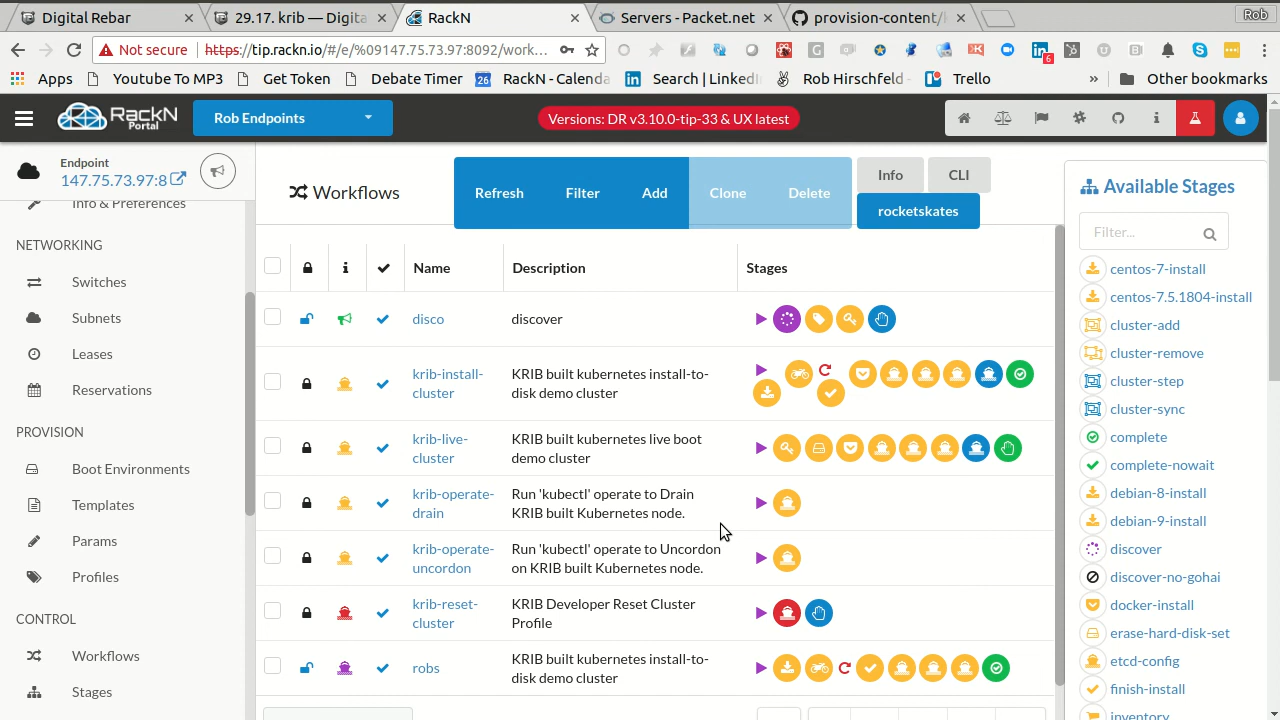 Digital Rebar
29.17. krib — Digita
RackN
Servers - Packet.net
provision-content/k
Rob
Not secure
https://tip.rackn.io/#/e/%09147.75.73.97:8092/work...
6
Apps
Youtube To MP3
Get Token
Debate Timer
26
RackN - Calenda
Search | LinkedI
Rob Hirschfeld -
Trello
»
Other bookmarks
RackN
Portal
Rob Endpoints
Versions: DR v3.10.0-tip-33 & UX latest
Endpoint
147.75.73.97:8
Info & Preferences
NETWORKING
Switches
Subnets
Leases
Reservations
PROVISION
Boot Environments
Templates
Params
Profiles
CONTROL
Workflows
Stages
Workflows
Refresh
Filter
Add
Clone
Delete
Info
CLI
rocketskates
Name
Description
Stages
disco
discover
krib-install-
cluster
KRIB built kubernetes install-to-
disk demo cluster
krib-live-
cluster
KRIB built kubernetes live boot
demo cluster
krib-operate-
drain
Run 'kubectl' operate to Drain
KRIB built Kubernetes node.
krib-operate-
uncordon
Run 'kubectl' operate to Uncordon
on KRIB built Kubernetes node.
krib-reset-
cluster
KRIB Developer Reset Cluster
Profile
robs
KRIB built kubernetes install-to-
disk demo cluster
Available Stages
Filter...
centos-7-install
centos-7.5.1804-install
cluster-add
cluster-remove
cluster-step
cluster-sync
complete
complete-nowait
debian-8-install
debian-9-install
discover
discover-no-gohai
docker-install
erase-hard-disk-set
etcd-config
finish-install
inventory